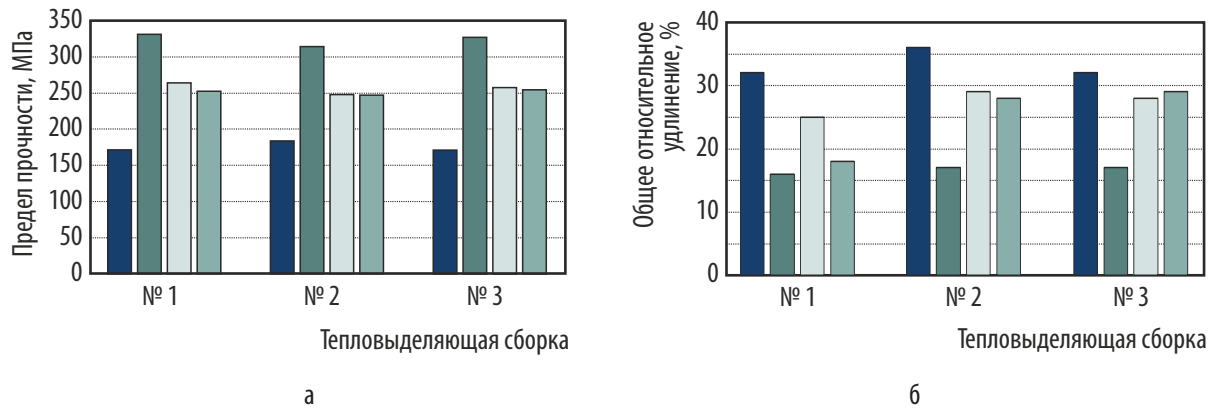 Предел прочности, МПа
350
300
250
200
150
100
50
0
№ 1
№ 2
№ 3
Тепловыделяющая сборка
а
Общее относительное
удлинение, %
40
30
20
10
0
№ 1
№ 2
№ 3
Тепловыделяющая сборка
б